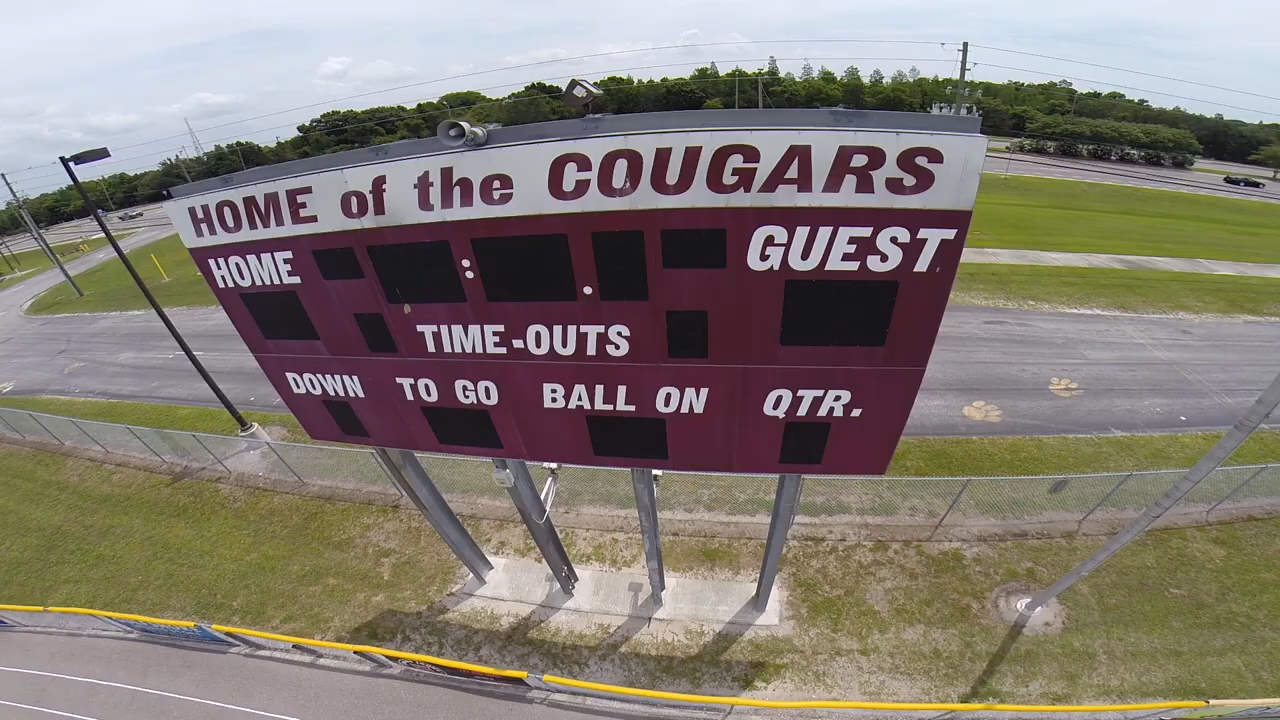 HOME of the COUGARS
HOME GUEST
TIME-OUTS
DOWN TO GO BALL ON QTR.